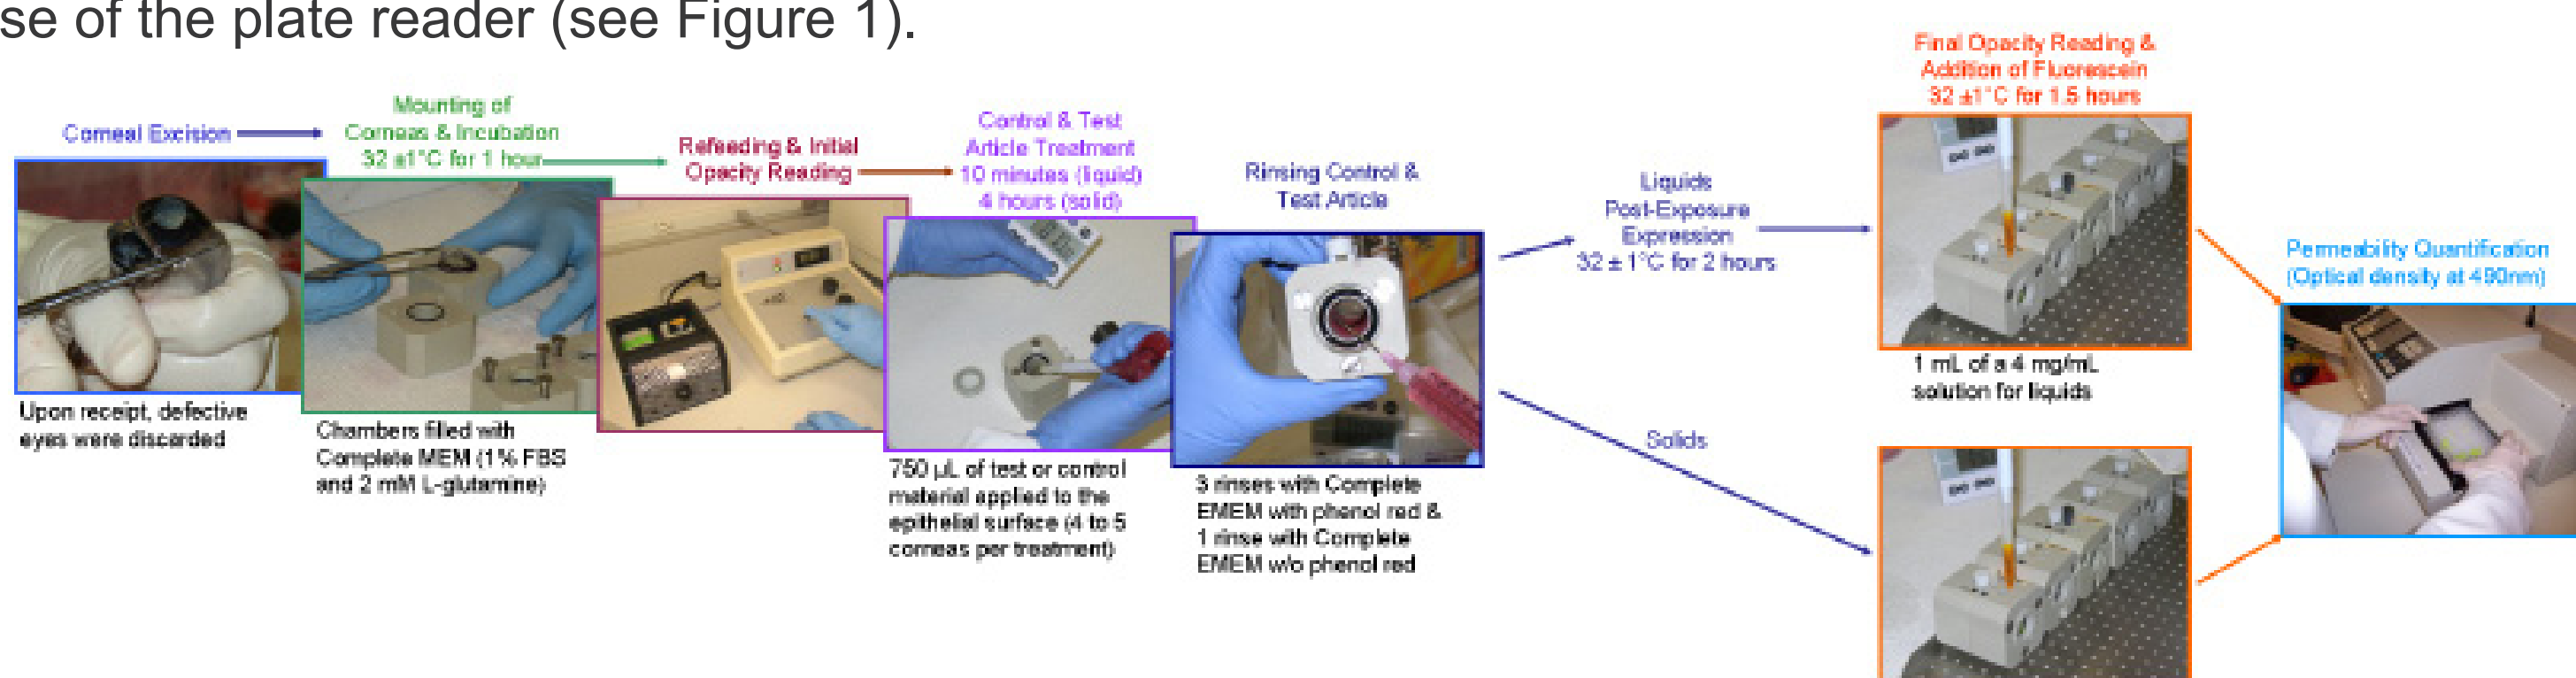 se of the plate reader (see Figure 1).
Corneal Excision
Upon receipt, defective
eyes were discarded
Mounting of
Corneas & Incubation
32 ±1°C for 1 hour
Chambers filled with
Complete MEM (1% FBS
and 2 mM L-glutamine)
Refeeding & Initial
Opacity Reading
Control & Test
Article Treatment
10 minutes (liquid)
4 hours (solid)
750 µL of test or control
material applied to the
epithelial surface (4 to 5
corneas per treatment)
Rinsing Control &
Test Article
3 rinses with Complete
EMEM with phenol red &
1 rinse with Complete
EMEM w/o phenol red
Liquids
Post-Exposure
Expression
32 ± 1°C for 2 hours
Solids
Final Opacity Reading &
Addition of Fluorescein
32 ±1°C for 1.5 hours
1 mL of a 4 mg/mL
solution for liquids
Permeability Quantification
(Optical density at 490nm)